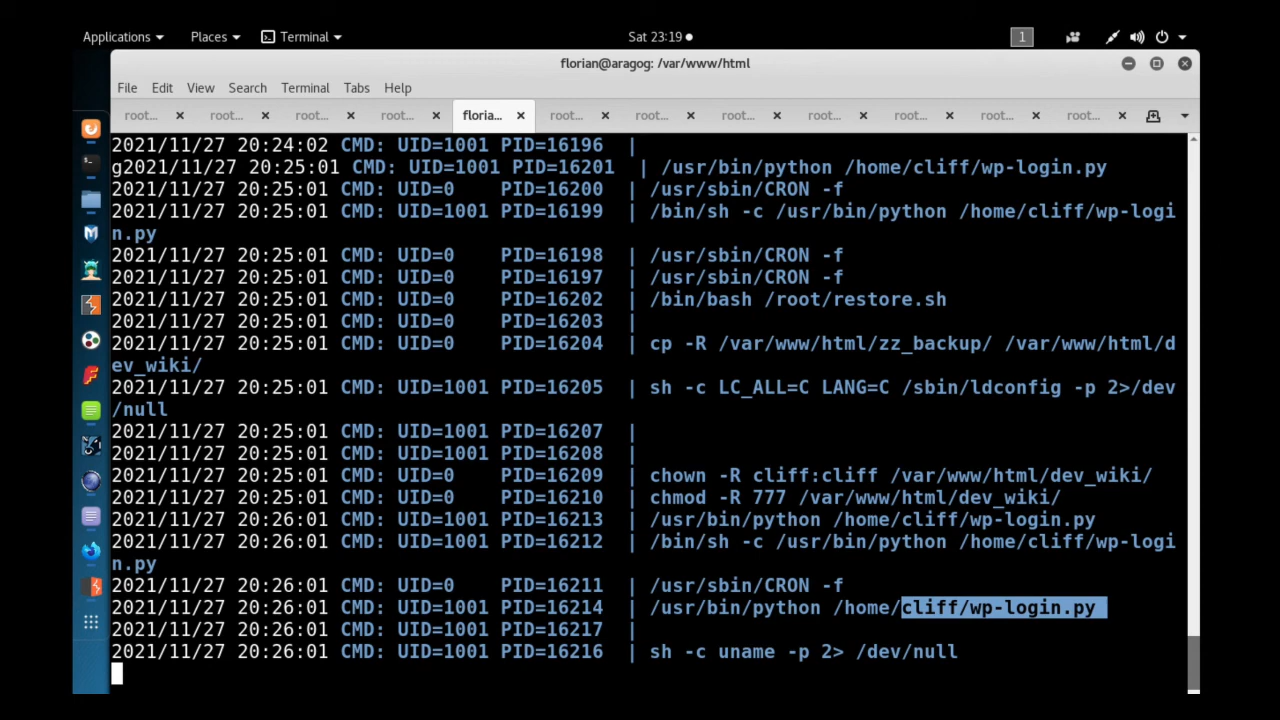 Applications Places Terminal Sat 23:19 1
florian@aragog: /var/www/html
File Edit View Search Terminal Tabs Help
root... root... root... root... floria... root... root... root... root... root... root... root...
2021/11/27 20:24:02 CMD: UID=1001 PID=16196 |
g2021/11/27 20:25:01 CMD: UID=1001 PID=16201 | /usr/bin/python /home/cliff/wp-login.py
2021/11/27 20:25:01 CMD: UID=0 PID=16200 | /usr/sbin/CRON -f
2021/11/27 20:25:01 CMD: UID=1001 PID=16199 | /bin/sh -c /usr/bin/python /home/cliff/wp-logi
n.py
2021/11/27 20:25:01 CMD: UID=0 PID=16198 | /usr/sbin/CRON -f
2021/11/27 20:25:01 CMD: UID=0 PID=16197 | /usr/sbin/CRON -f
2021/11/27 20:25:01 CMD: UID=0 PID=16202 | /bin/bash /root/restore.sh
2021/11/27 20:25:01 CMD: UID=0 PID=16203 |
2021/11/27 20:25:01 CMD: UID=0 PID=16204 | cp -R /var/www/html/zz_backup/ /var/www/html/d
ev_wiki/
2021/11/27 20:25:01 CMD: UID=1001 PID=16205 | sh -c LC_ALL=C LANG=C /sbin/ldconfig -p 2>/dev
/null
2021/11/27 20:25:01 CMD: UID=1001 PID=16207 |
2021/11/27 20:25:01 CMD: UID=1001 PID=16208 |
2021/11/27 20:25:01 CMD: UID=0 PID=16209 | chown -R cliff:cliff /var/www/html/dev_wiki/
2021/11/27 20:25:01 CMD: UID=0 PID=16210 | chmod -R 777 /var/www/html/dev_wiki/
2021/11/27 20:26:01 CMD: UID=1001 PID=16213 | /usr/bin/python /home/cliff/wp-login.py
2021/11/27 20:26:01 CMD: UID=1001 PID=16212 | /bin/sh -c /usr/bin/python /home/cliff/wp-logi
n.py
2021/11/27 20:26:01 CMD: UID=0 PID=16211 | /usr/sbin/CRON -f
2021/11/27 20:26:01 CMD: UID=1001 PID=16214 | /usr/bin/python /home/cliff/wp-login.py
2021/11/27 20:26:01 CMD: UID=1001 PID=16217 |
2021/11/27 20:26:01 CMD: UID=1001 PID=16216 | sh -c uname -p 2> /dev/null